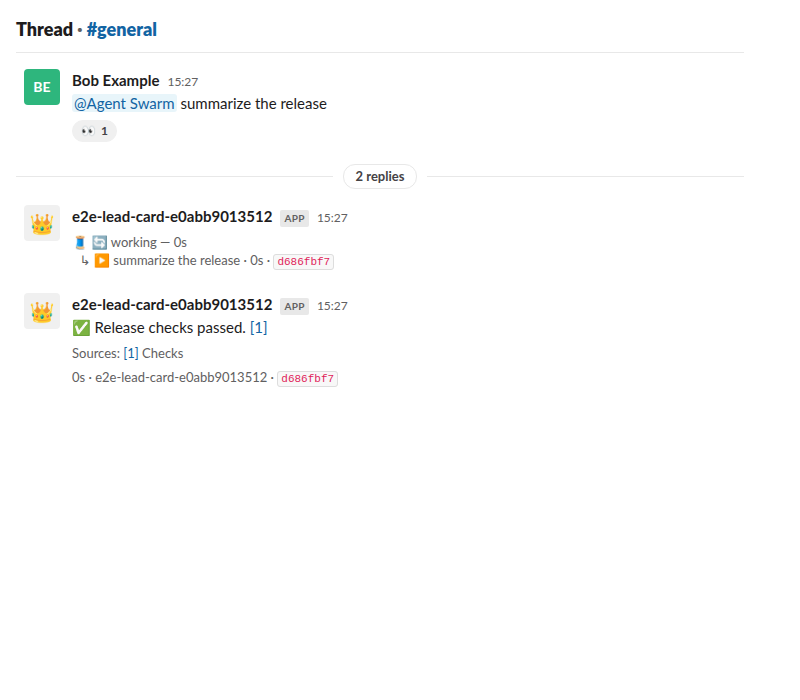 Thread • #general
BE
Bob Example 15:27
@Agent Swarm summarize the release
👀 1
2 replies
e2e-lead-card-e0abb9013512 APP 15:27
🧵 🔄 working — 0s
↳ ▶️ summarize the release · 0s · d686fbf7
e2e-lead-card-e0abb9013512 APP 15:27
✅ Release checks passed. [1]
Sources: [1] Checks
0s · e2e-lead-card-e0abb9013512 · d686fbf7